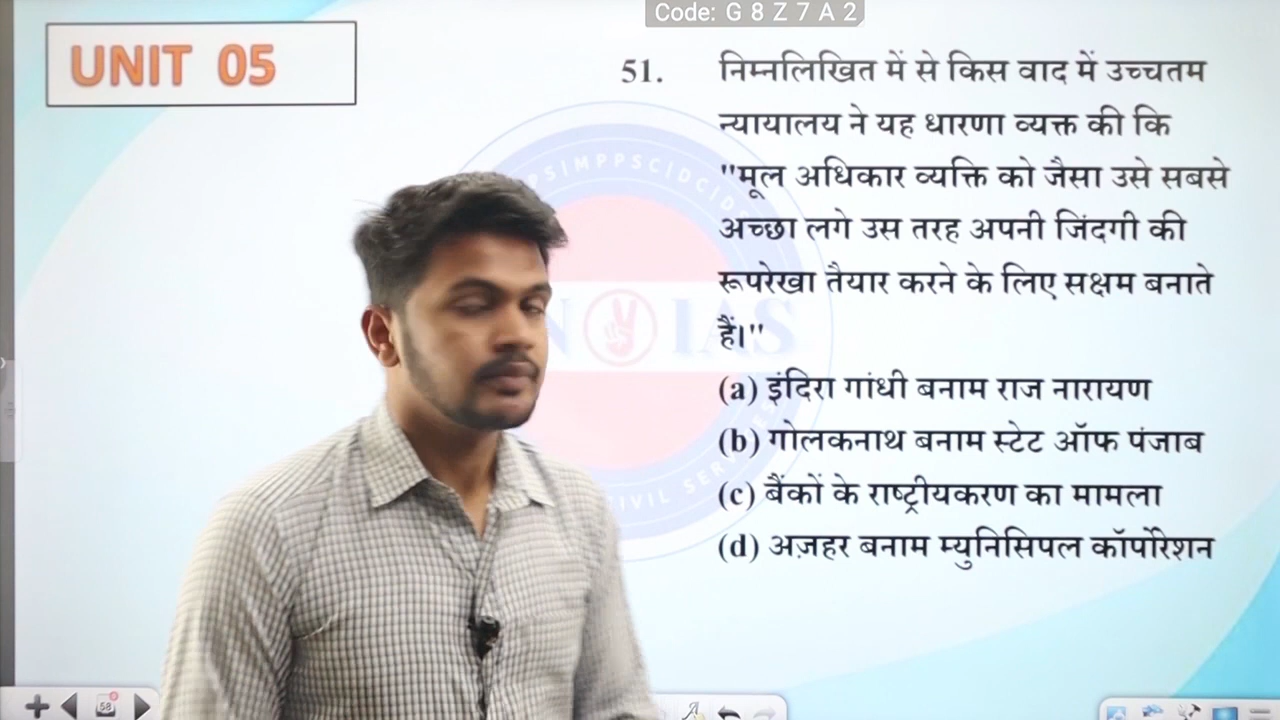 Code: G 8 Z 7 A 2
UNIT 05
51. निम्नलिखित में से किस वाद में उच्चतम
न्यायालय ने यह धारणा व्यक्त की कि
"मूल अधिकार व्यक्ति को जैसा उसे सबसे
अच्छा लगे उस तरह अपनी जिंदगी की
रूपरेखा तैयार करने के लिए सक्षम बनाते
हैं।"
(a) इंदिरा गांधी बनाम राज नारायण
(b) गोलकनाथ बनाम स्टेट ऑफ पंजाब
(c) बैंकों के राष्ट्रीयकरण का मामला
(d) अज़हर बनाम म्युनिसिपल कॉर्पोरेशन
N IAS
58